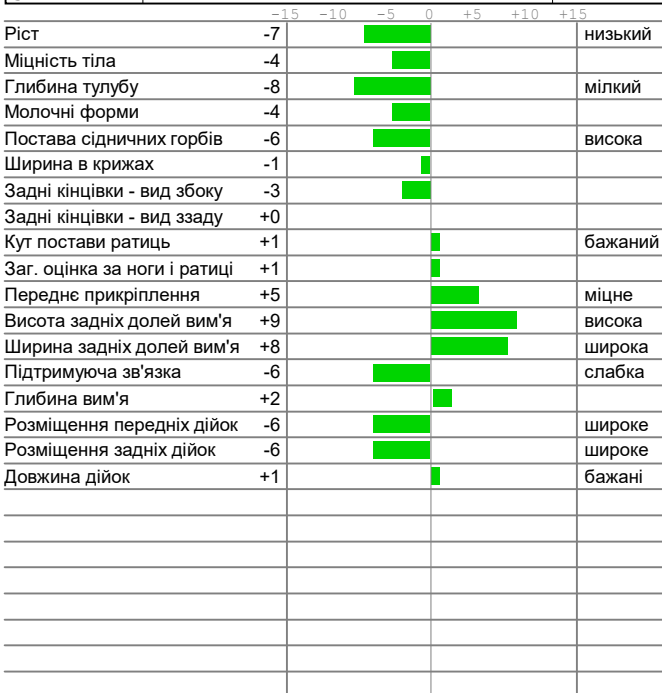 -15 -10 -5 0 +5 +10 +15
Ріст -7 низький
Міцність тіла -4
Глибина тулубу -8 мілкий
Молочні форми -4
Постава сідничних горбів -6 висока
Ширина в крижах -1
Задні кінцівки - вид збоку -3
Задні кінцівки - вид ззаду +0
Кут постави ратиць +1 бажаний
Заг. оцінка за ноги і ратиці +1
Переднє прикріплення +5 міцне
Висота задніх долей вим'я +9 висока
Ширина задніх долей вим'я +8 широка
Підтримуюча зв'язка -6 слабка
Глибина вим'я +2
Розміщення передніх дійок -6 широке
Розміщення задніх дійок -6 широке
Довжина дійок +1 бажані